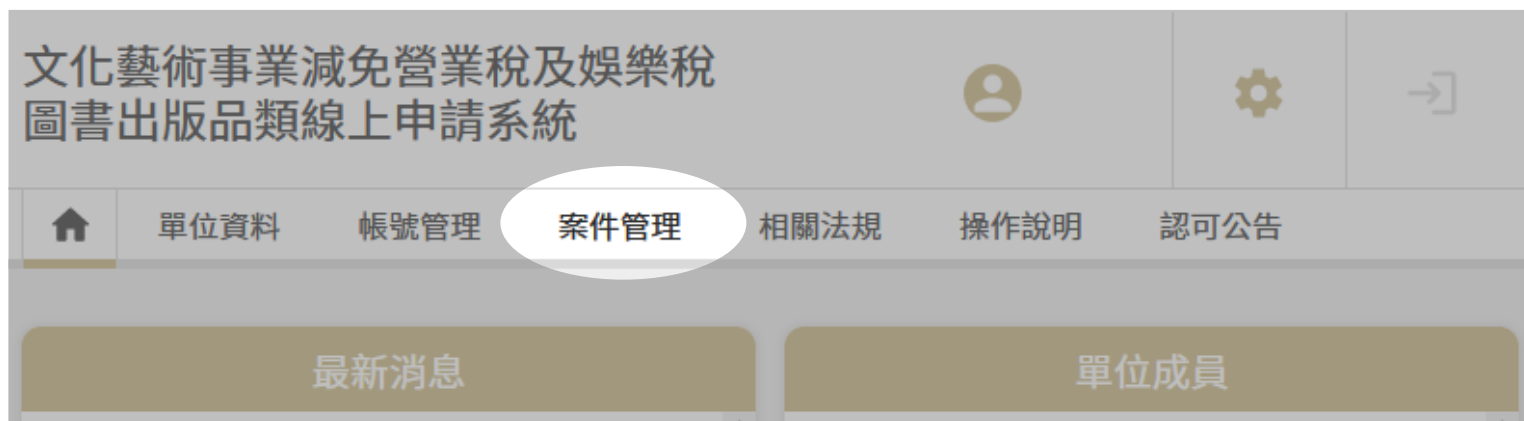 文化藝術事業減免營業稅及娛樂稅
圖書出版品類線上申請系統
單位資料 帳號管理 案件管理 相關法規 操作說明 認可公告
最新消息 單位成員